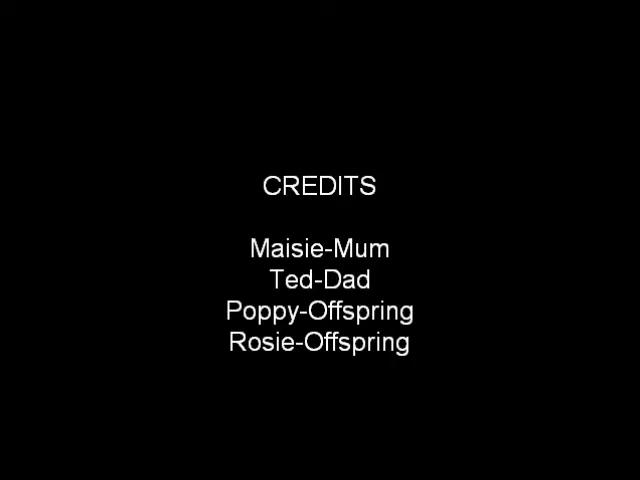 CREDITS
Maisie-Mum
Ted-Dad
Poppy-Offspring
Rosie-Offspring